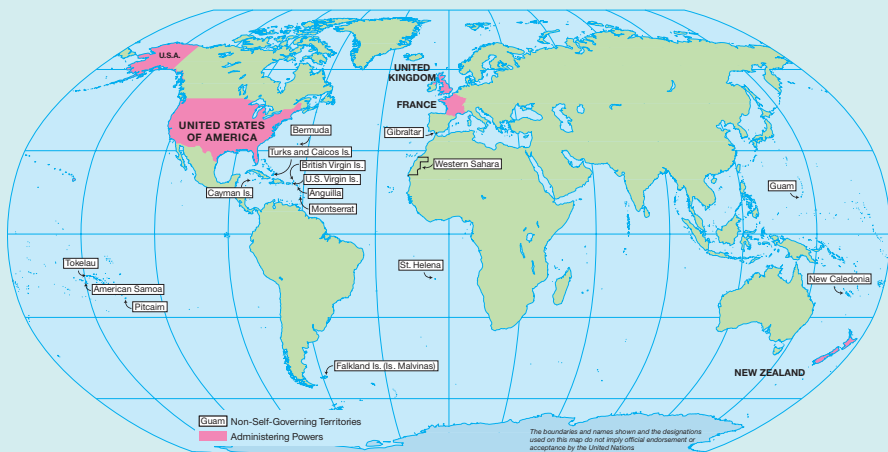 U.S.A.
UNITED
KINGDOM
FRANCE
UNITED STATES
OF AMERICA
Bermuda
Gibraltar
Turks and Caicos Is.
British Virgin Is.
Western Sahara
U.S. Virgin Is.
Cayman Is.
Anguilla
Guam
Montserrat
Tokelau
St. Helena
American Samoa
New Caledonia
Pitcairn
Falkland Is. (Is. Malvinas)
NEW ZEALAND
Guam Non-Self-Governing Territories
Administering Powers
The boundaries and names shown and the designations
used on this map do not imply official endorsement or
acceptance by the United Nations